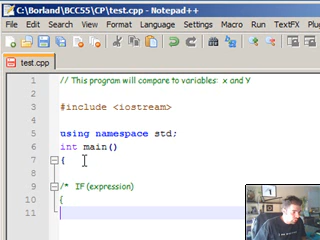 C:\Borland\BCC55\CP\test.cpp
File Edit Search View Format Language Settings Macro Run TextFX Plug
test.cpp
1 // This program will compare to variables: x and Y
2
3 #include <iostream>
4
5 using namespace std;
6 int main()
7 {
8
9 /* IF (expression)
10 {
11